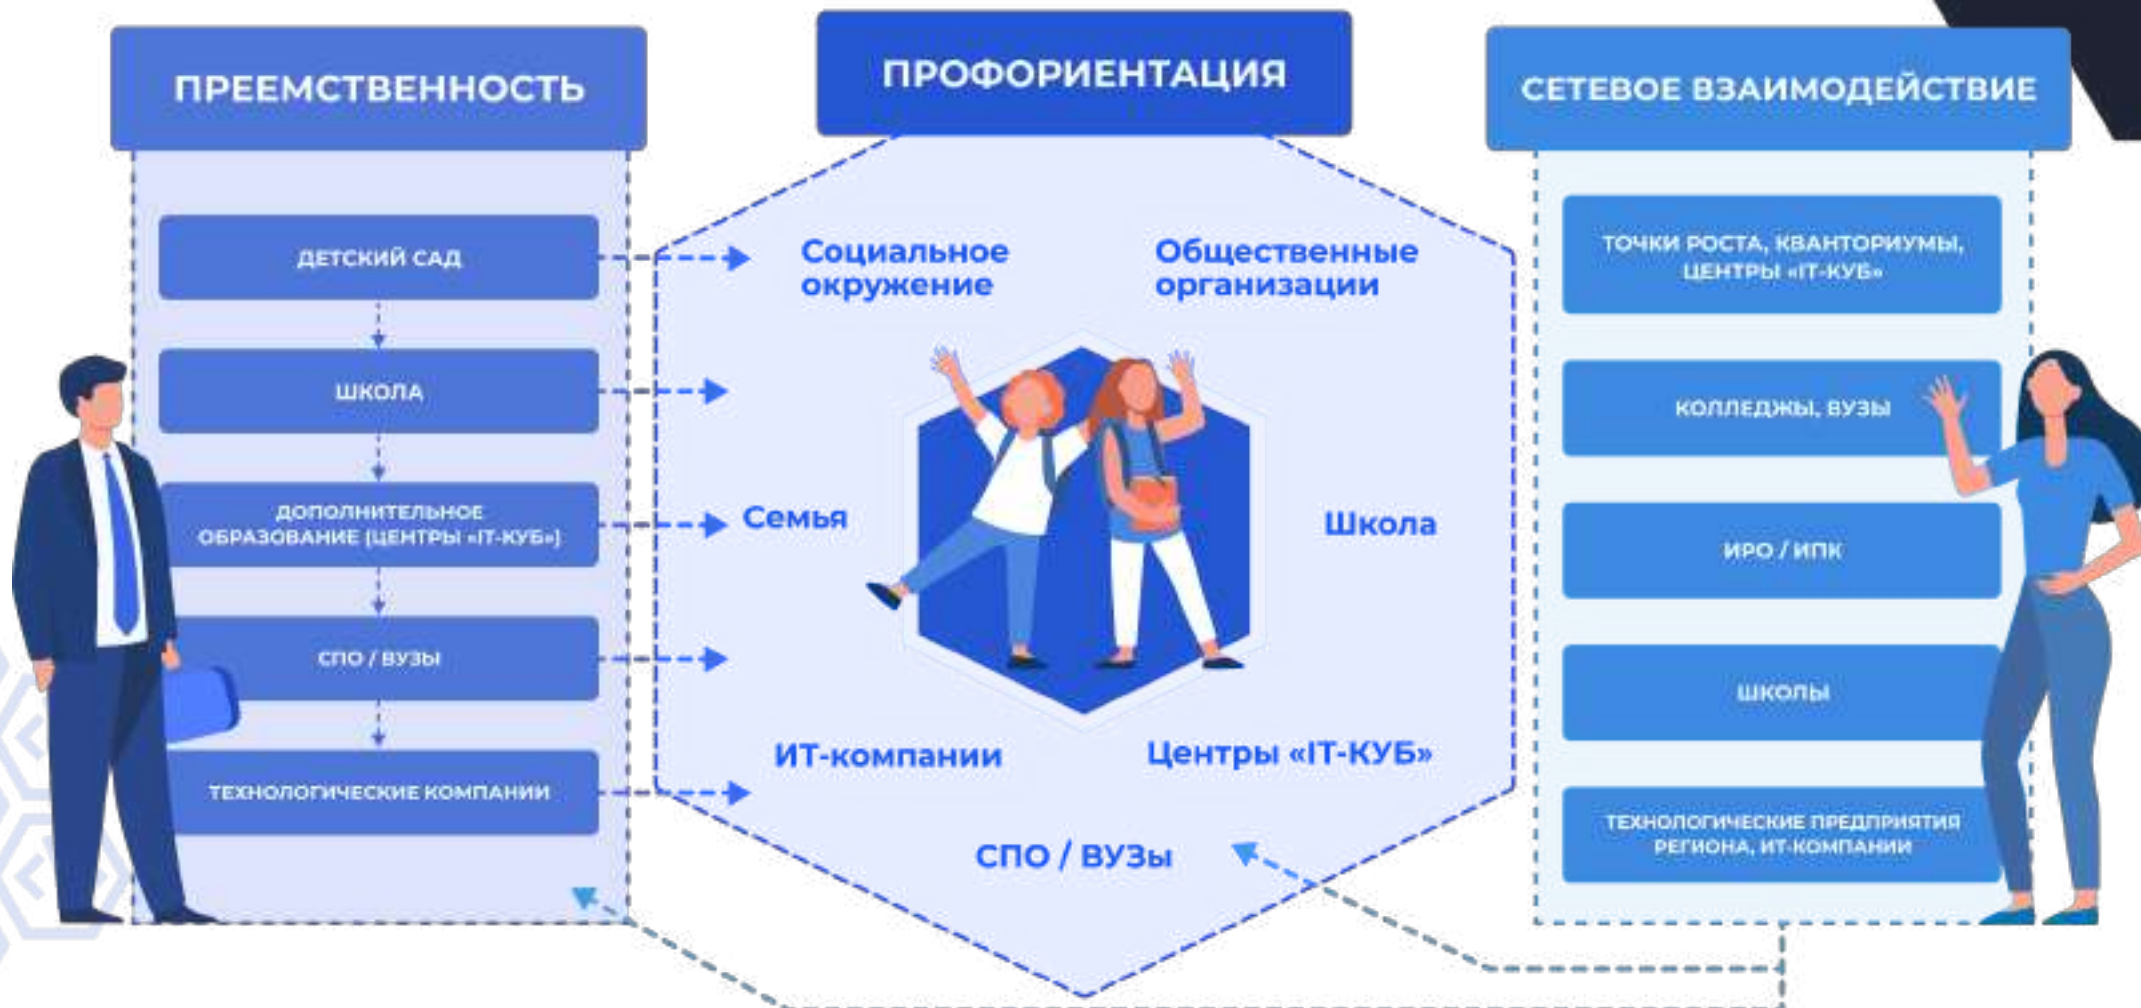 ПРЕЕМСТВЕННОСТЬ
ДЕТСКИЙ САД
ШКОЛА
ДОПОЛНИТЕЛЬНОЕ
ОБРАЗОВАНИЕ (ЦЕНТРЫ «IT-КУБ»)
СПО / ВУЗЫ
ТЕХНОЛОГИЧЕСКИЕ КОМПАНИИ
ПРОФОРИЕНТАЦИЯ
Социальное
окружение
Общественные
организации
Семья
Школа
ИТ-компании
Центры «IT-КУБ»
СПО / ВУЗы
СЕТЕВОЕ ВЗАИМОДЕЙСТВИЕ
ТОЧКИ РОСТА, КВАНТОРИУМЫ,
ЦЕНТРЫ «IT-КУБ»
КОЛЛЕДЖЫ, ВУЗЫ
ИРО / ИПК
ШКОЛЫ
ТЕХНОЛОГИЧЕСКИЕ ПРЕДПРИЯТИЯ
РЕГИОНА, ИТ-КОМПАНИИ